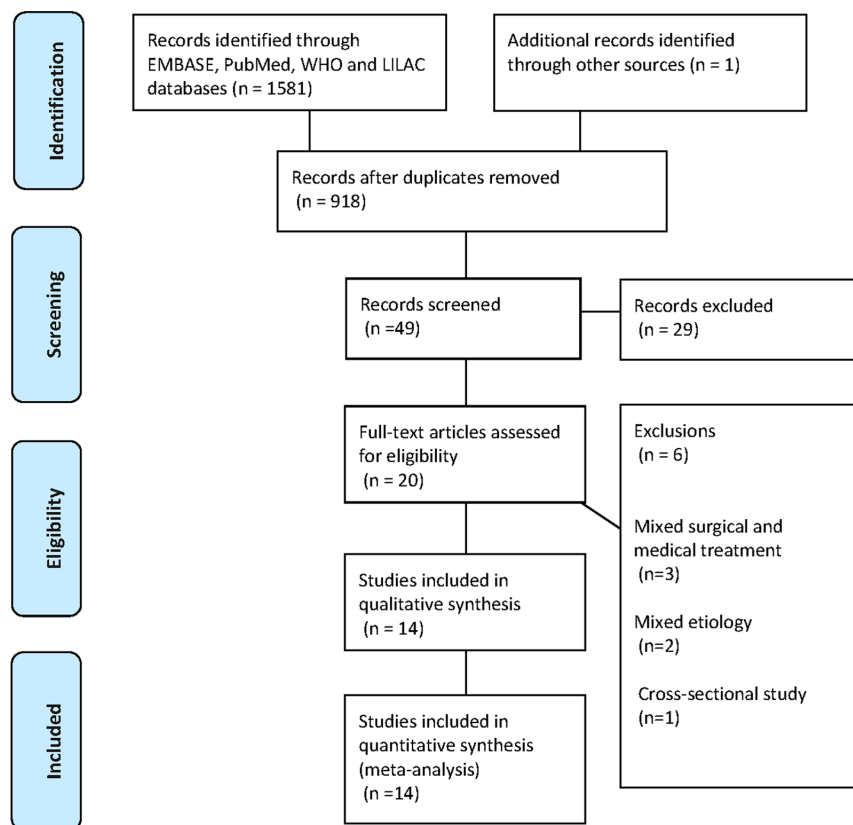 Identification
Records identified through
EMBASE, PubMed, WHO and LILAC
databases (n = 1581)
Additional records identified
through other sources (n = 1)
Records after duplicates removed
(n = 918)
Screening
Records screened
(n =49)
Records excluded
(n = 29)
Eligibility
Full-text articles assessed
for eligibility
(n = 20)
Exclusions
(n = 6)
Mixed surgical and
medical treatment
(n=3)
Mixed etiology
(n=2)
Cross-sectional study
(n=1)
Studies included in
qualitative synthesis
(n = 14)
Included
Studies included in
quantitative synthesis
(meta-analysis)
(n =14)